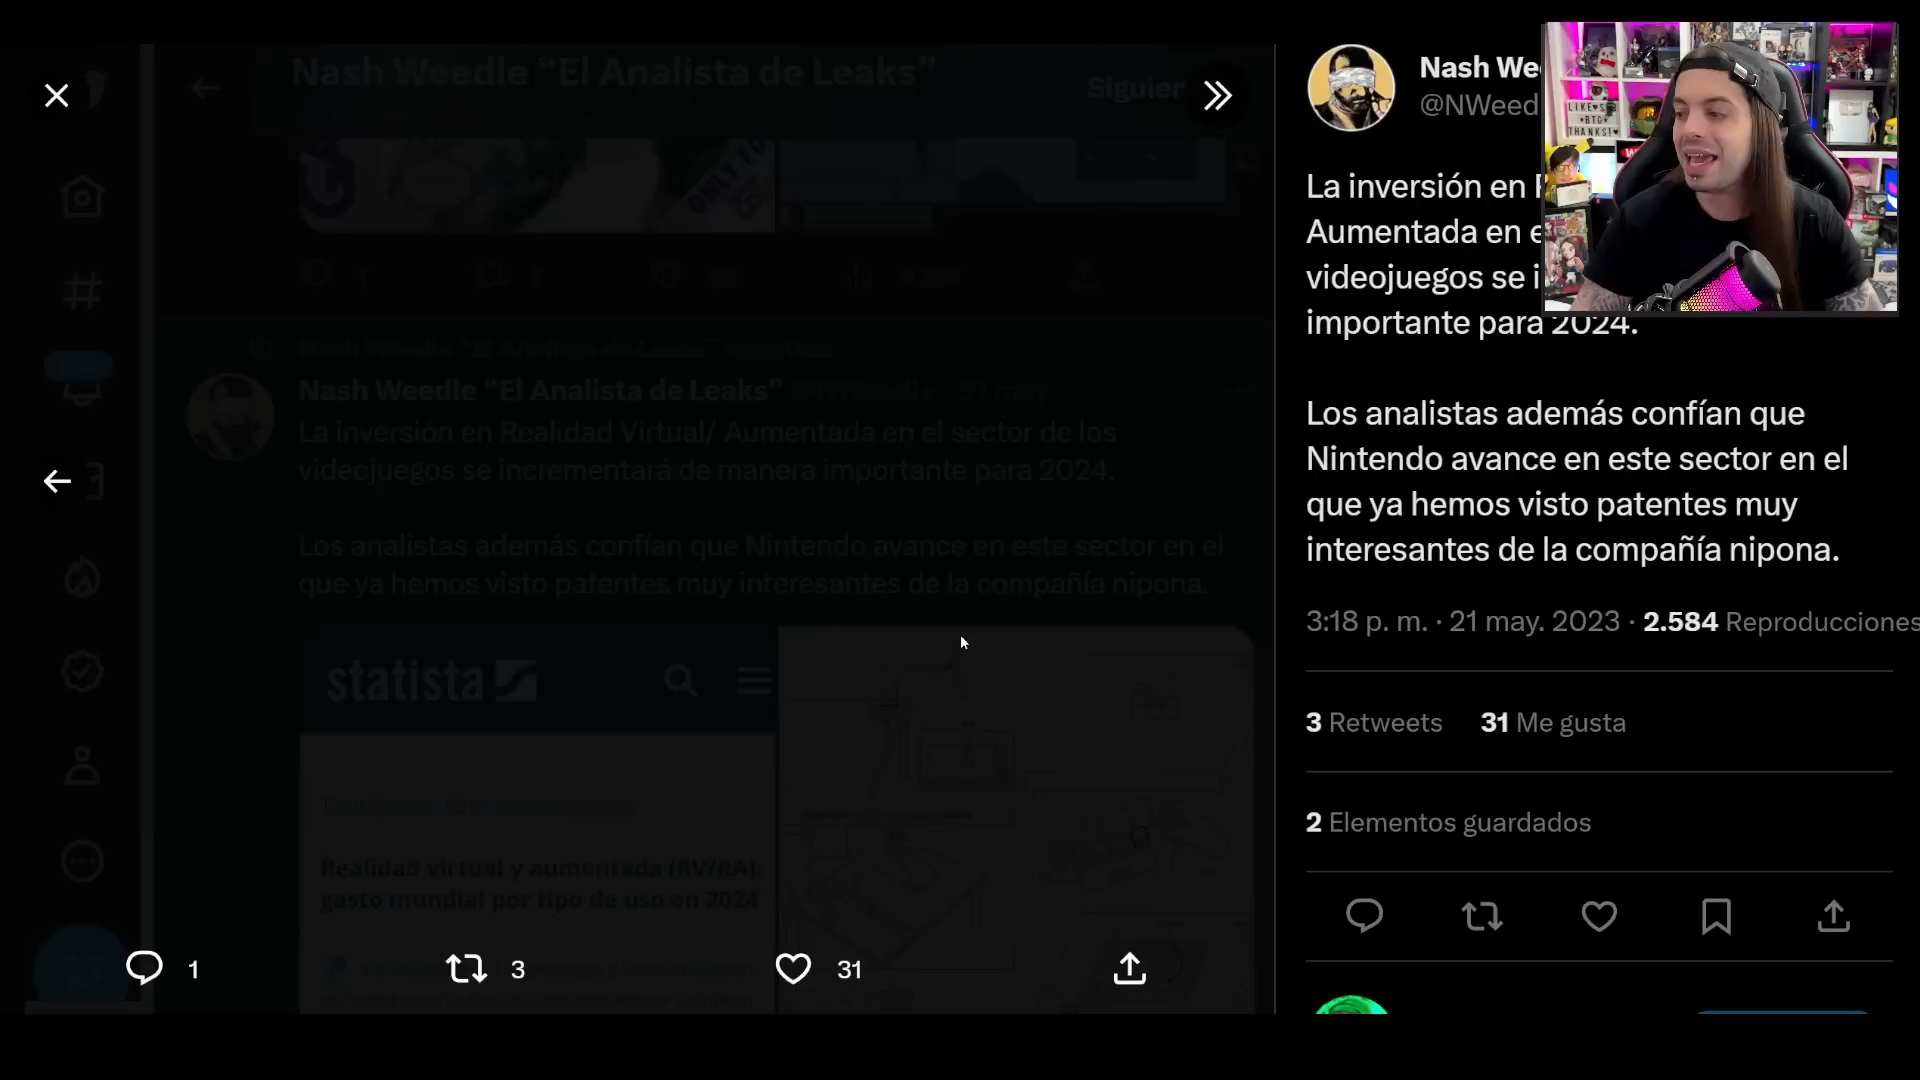 Nash Weedle “El Analista de Leaks”
Siguier
ONLY FO
Nash Weedle “El Analista de Leaks”
21 may
La inversión en Realidad Virtual/ Aumentada en el sector de los
videojuegos se incrementará de manera importante para 2024.
Los analistas además confían que Nintendo avance en este sector en el
que ya hemos visto patentes muy interesantes de la compañía nipona.
statista
Realidad virtual y aumentada (RV/RA):
gasto mundial por tipo de uso en 2024
1
3
31
Nash We
@NWeed
La inversión en
Aumentada en e
videojuegos se i
importante para 2024.
Los analistas además confían que
Nintendo avance en este sector en el
que ya hemos visto patentes muy
interesantes de la compañía nipona.
3:18 p. m. · 21 may. 2023 · 2.584 Reproducciones
3 Retweets 31 Me gusta
2 Elementos guardados
LIKE♥S
*BTG*
THANKS!♥